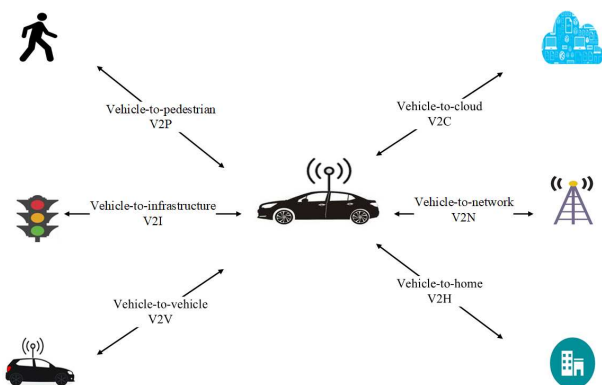 Vehicle-to-pedestrian
V2P
Vehicle-to-cloud
V2C
Vehicle-to-infrastructure
V2I
Vehicle-to-network
V2N
Vehicle-to-vehicle
V2V
Vehicle-to-home
V2H